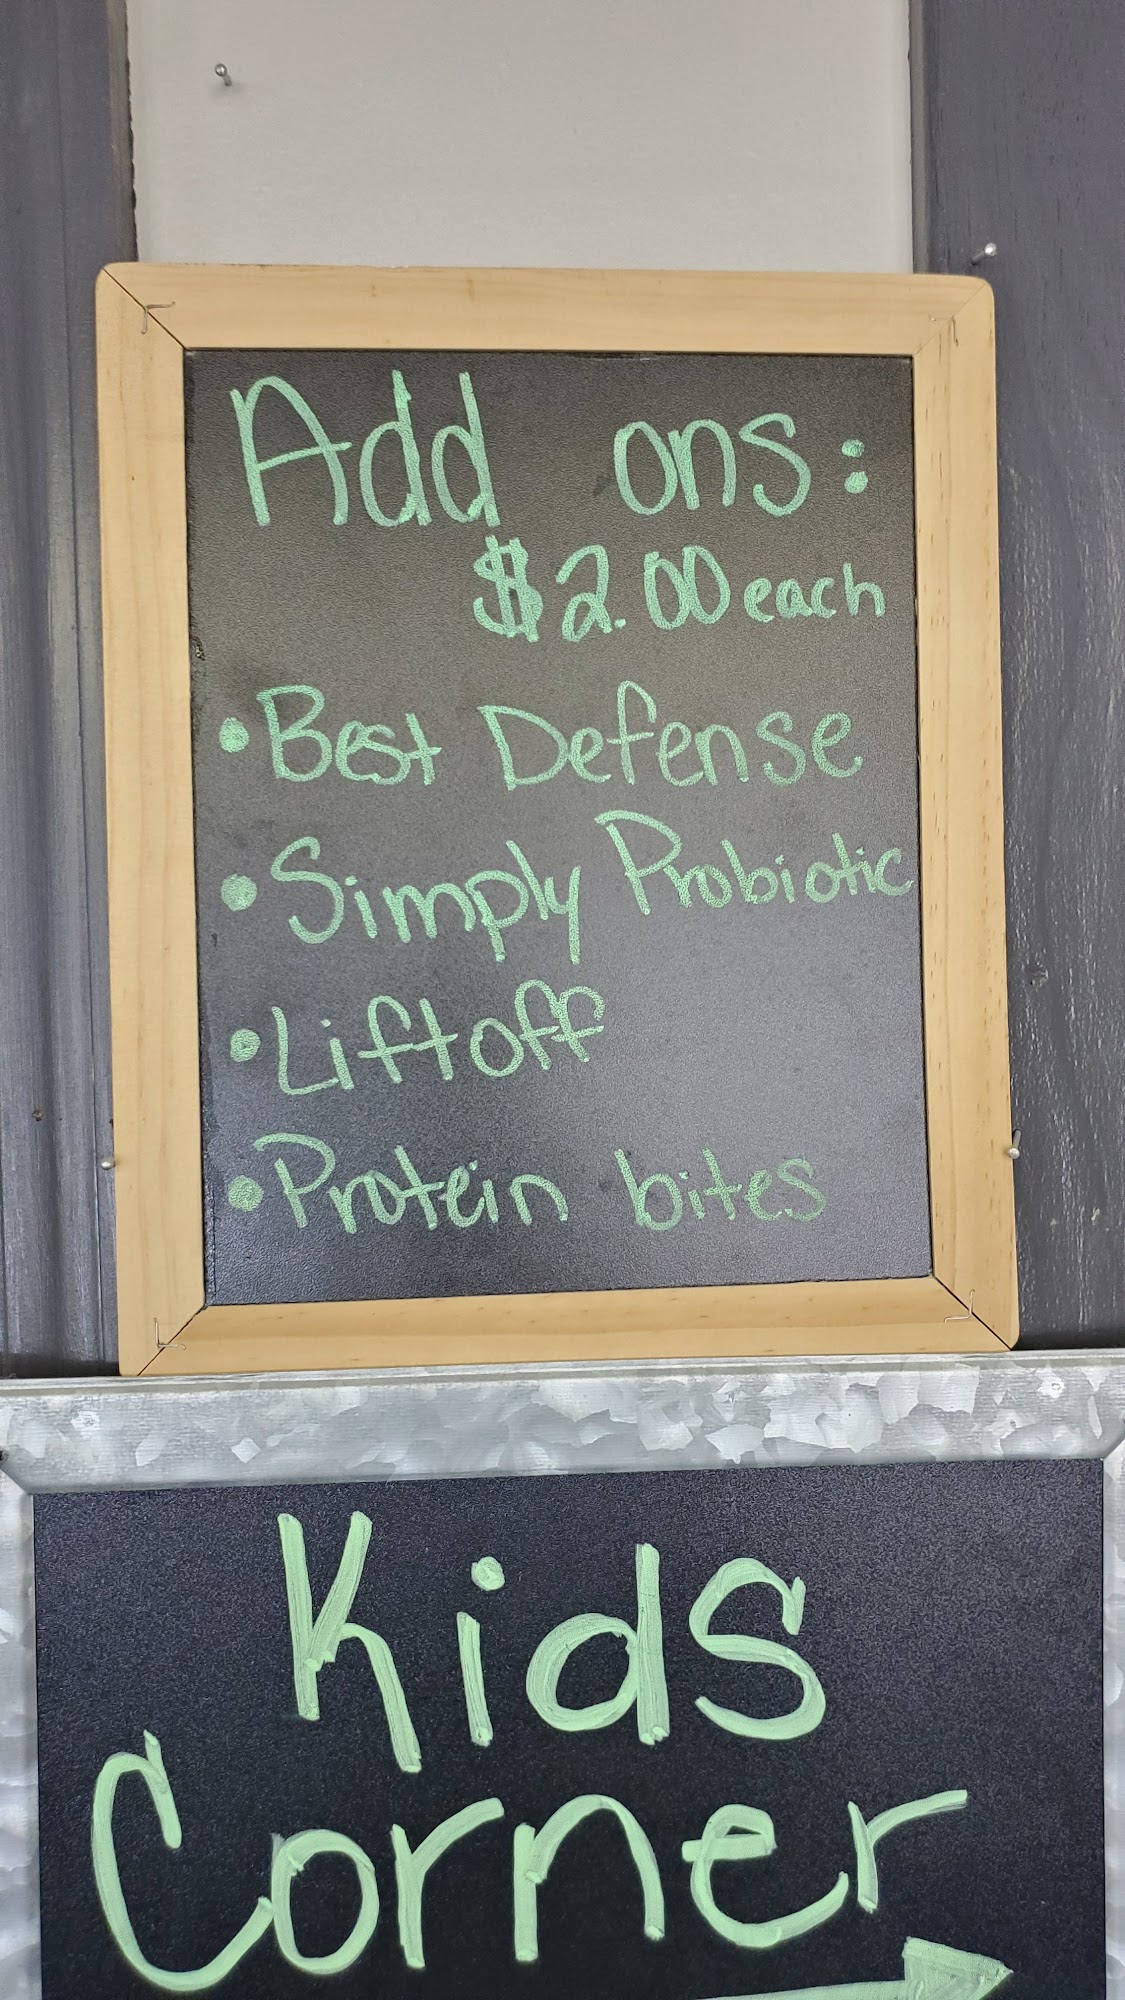 Add ons:
$2.00 each
• Best Defense
• Simply Probiotic
• Liftoff
• Protein bites
Kids
Corner